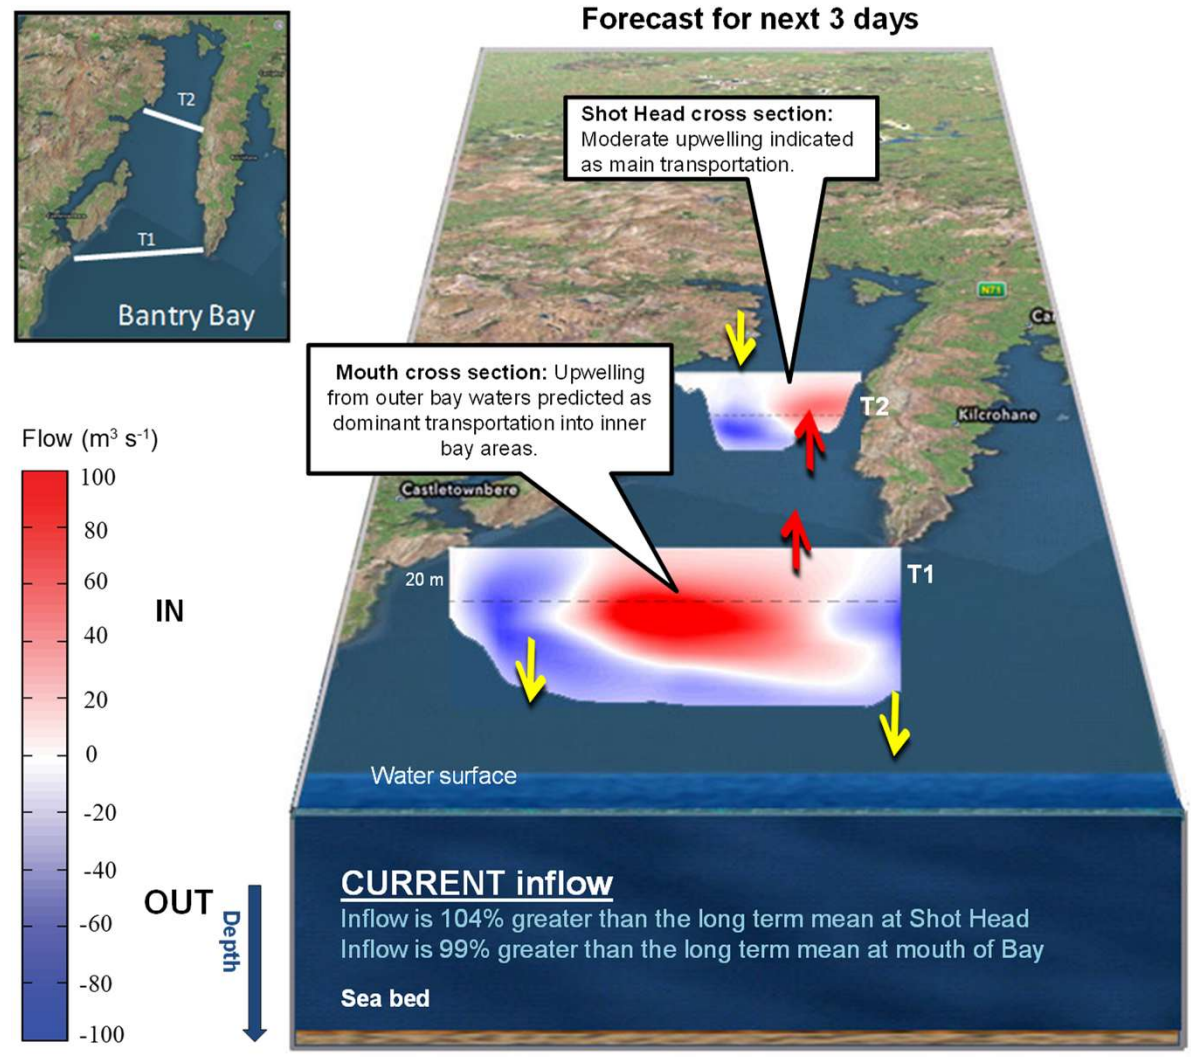 Forecast for next 3 days
T2
T1
Bantry Bay
Shot Head cross section:
Moderate upwelling indicated
as main transportation.
N71
Mouth cross section: Upwelling
from outer bay waters predicted as
dominant transportation into inner
bay areas.
T2
Kilcrohane
Castletownbere
20 m
T1
Flow (m³ s⁻¹)
100
80
60
40
20
0
-20
-40
-60
-80
-100
IN
OUT
Depth
Water surface
CURRENT inflow
Inflow is 104% greater than the long term mean at Shot Head
Inflow is 99% greater than the long term mean at mouth of Bay
Sea bed